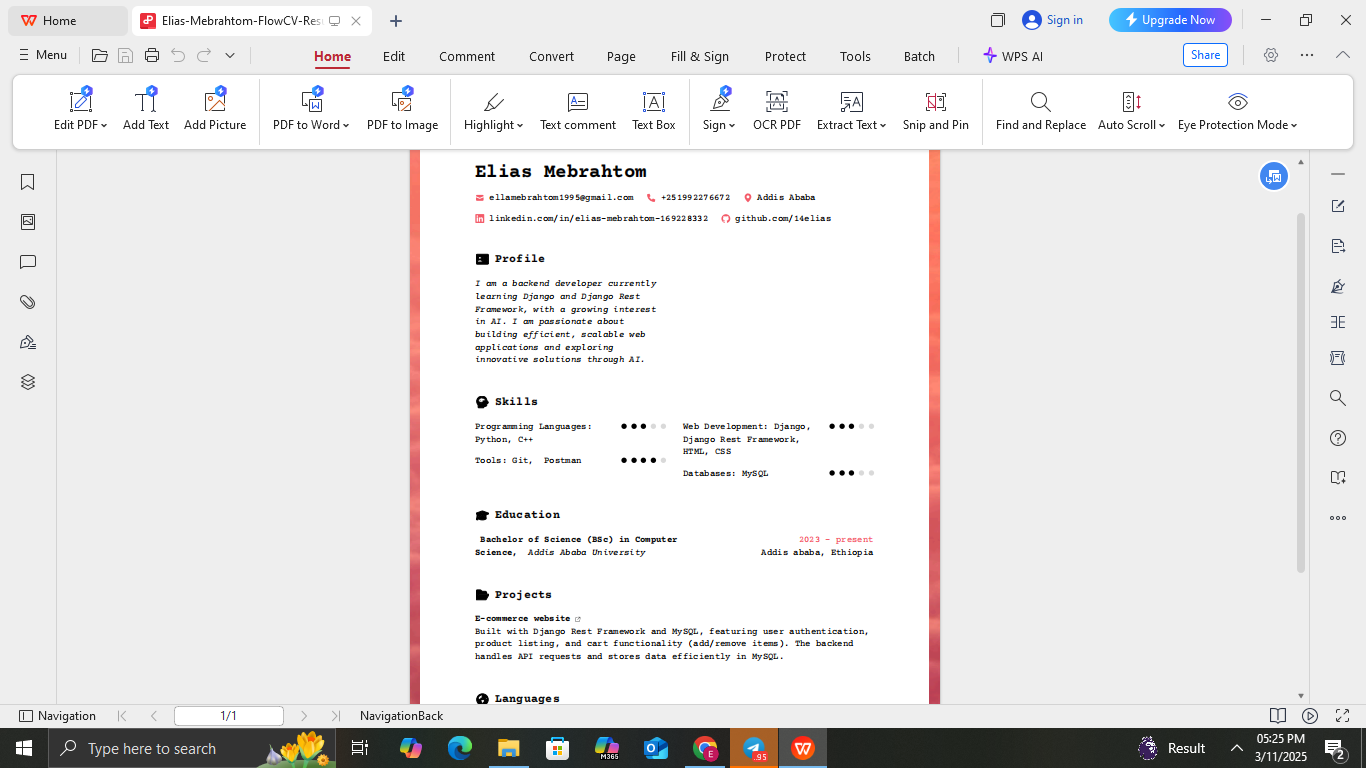 Home
Elias-Mebrahtom-FlowCV-Res
Sign in
Upgrade Now
Menu
Home Edit Comment Convert Page Fill & Sign Protect Tools Batch WPS AI
Share
Edit PDF Add Text Add Picture PDF to Word PDF to Image Highlight Text comment Text Box Sign OCR PDF Extract Text Snip and Pin Find and Replace Auto Scroll Eye Protection Mode
Elias Mebrahtom
ellamebrahtom1995@gmail.com +251992276672 Addis Ababa
linkedin.com/in/elias-mebrahtom-169228332 github.com/14elias
Profile
I am a backend developer currently
learning Django and Django Rest
Framework, with a growing interest
in AI. I am passionate about
building efficient, scalable web
applications and exploring
innovative solutions through AI.
Skills
Programming Languages:
Python, C++
Tools: Git, Postman
Web Development: Django,
Django Rest Framework,
HTML, CSS
Databases: MySQL
Education
Bachelor of Science (BSc) in Computer
Science, Addis Ababa University
2023 – present
Addis ababa, Ethiopia
Projects
E-commerce website
Built with Django Rest Framework and MySQL, featuring user authentication,
product listing, and cart functionality (add/remove items). The backend
handles API requests and stores data efficiently in MySQL.
Languages
Navigation
1/1
NavigationBack
Type here to search
M365
.95
E
Result
05:25 PM
3/11/2025
2